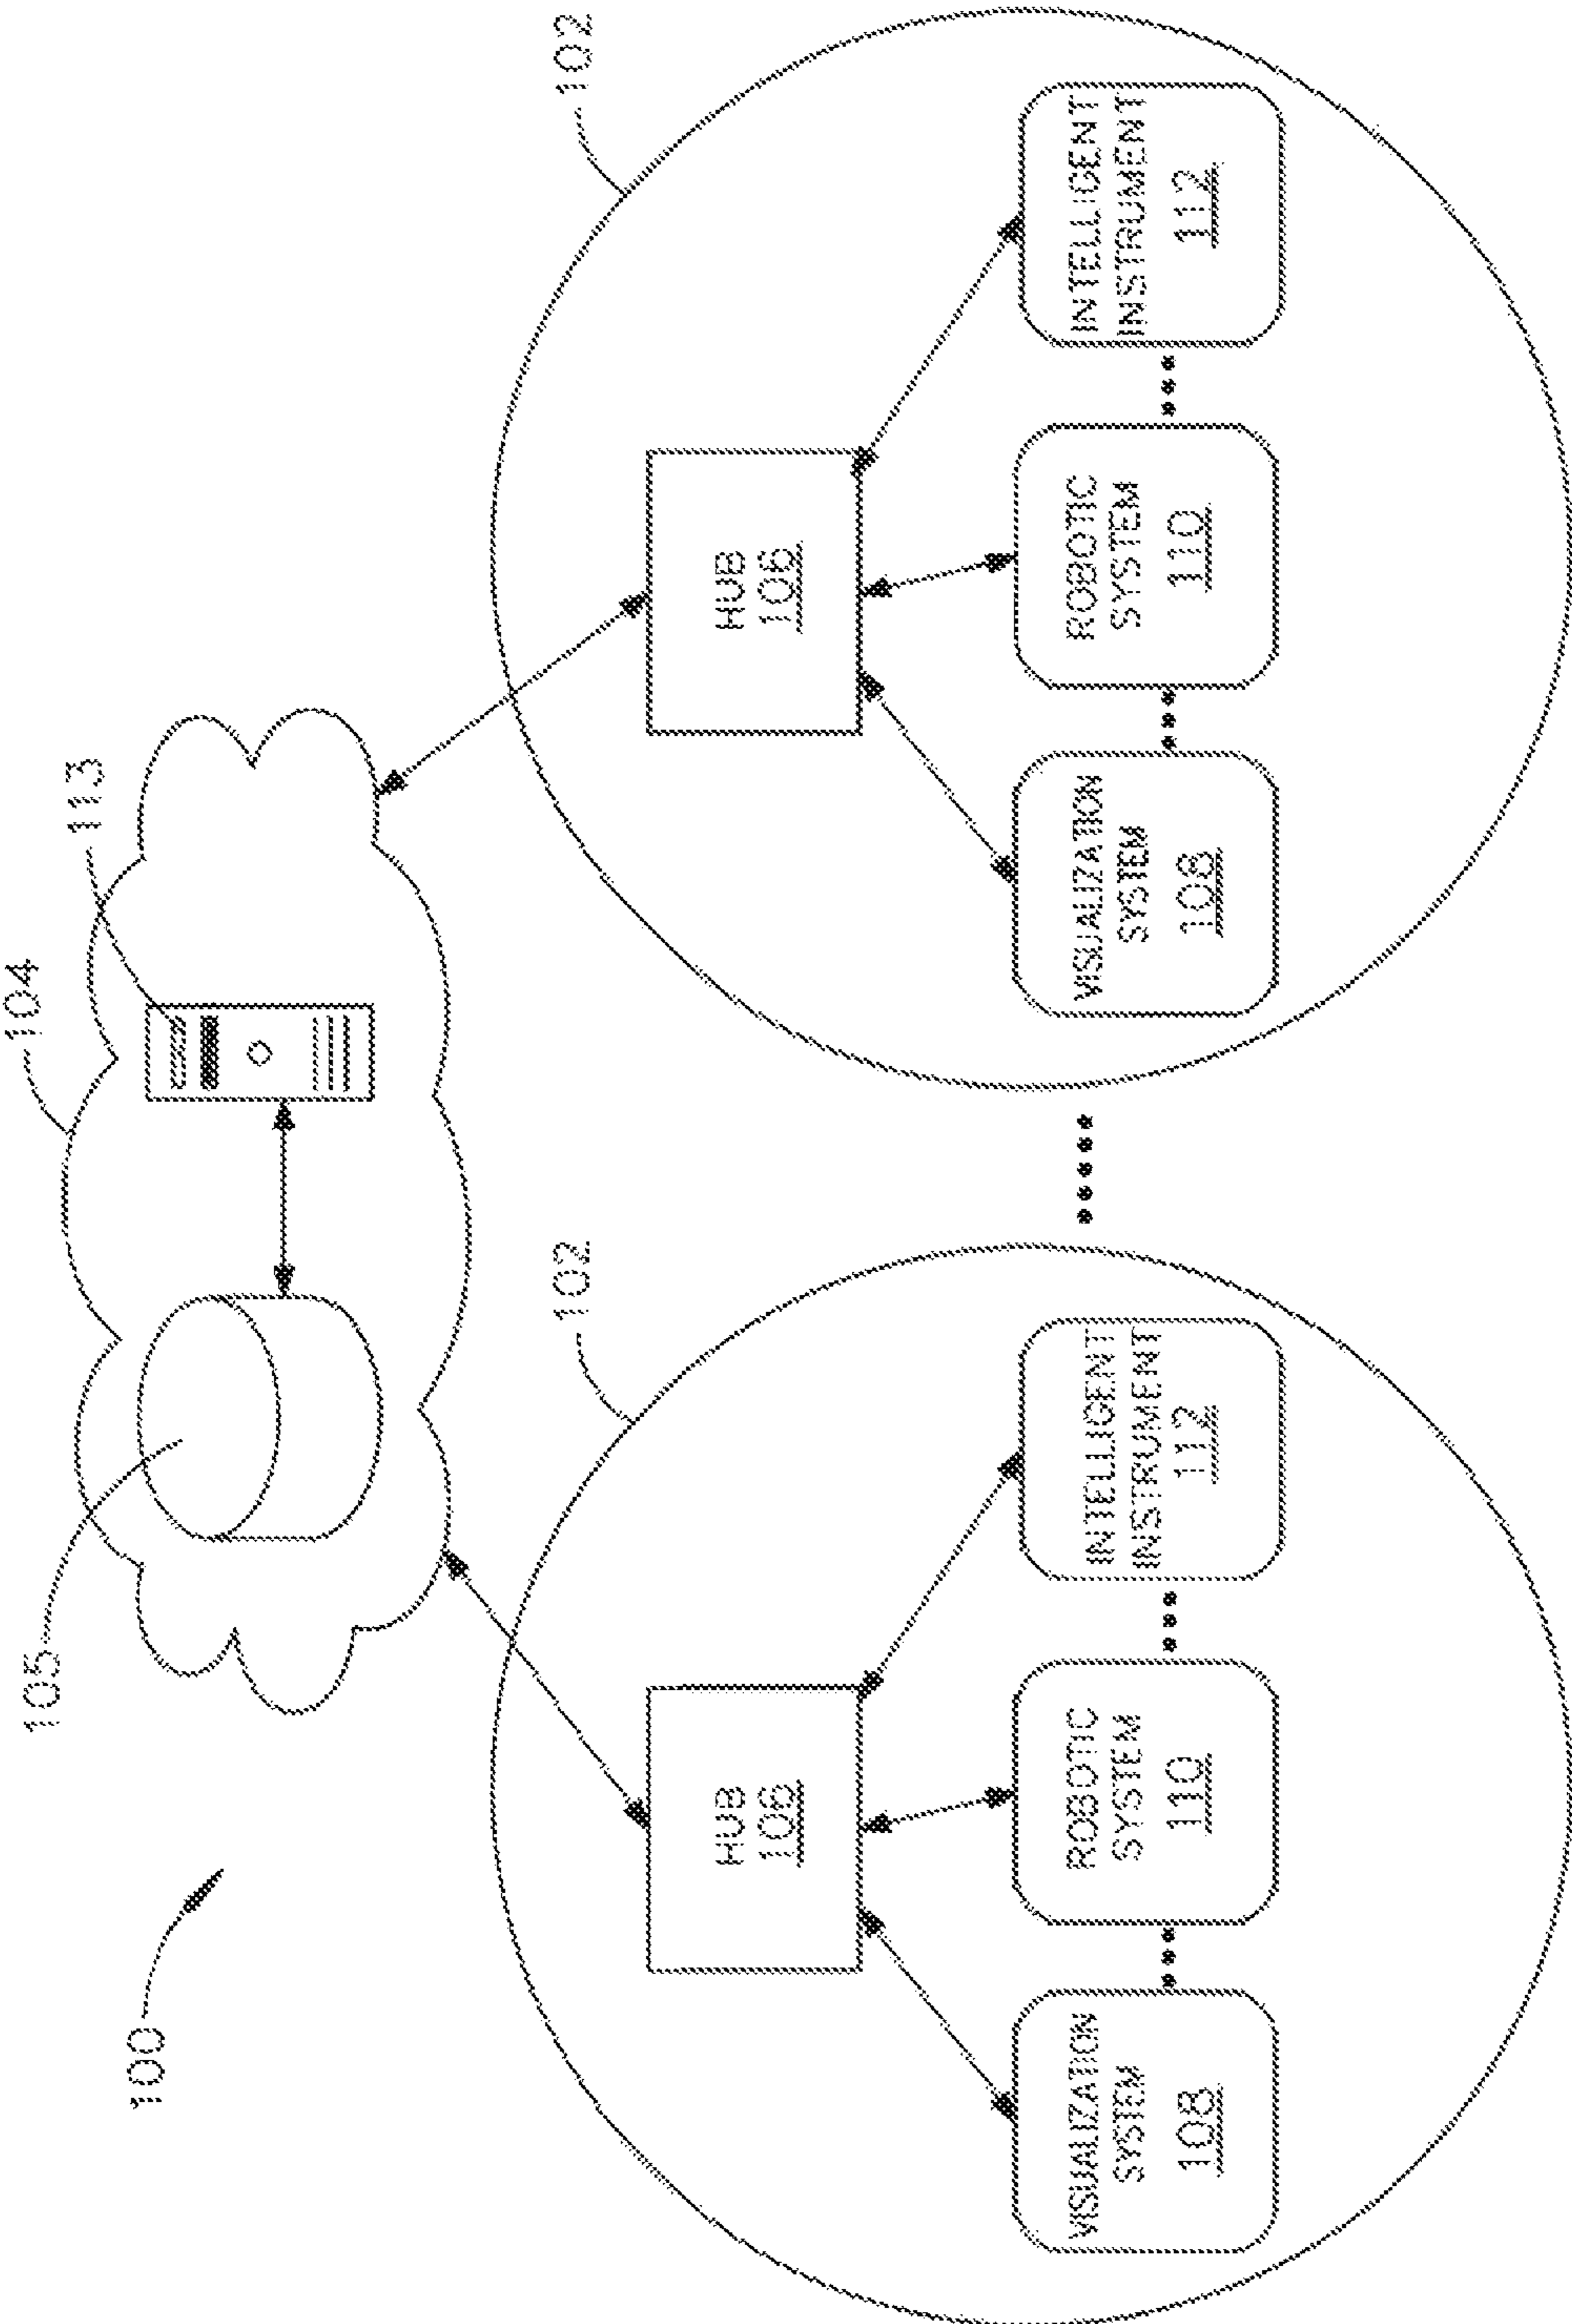 100
105
104
113
102
HUB
106
VISUALIZATION
SYSTEM
108
ROBOTIC
SYSTEM
110
INTELLIGENT
INSTRUMENT
112
102
HUB
106
VISUALIZATION
SYSTEM
108
ROBOTIC
SYSTEM
110
INTELLIGENT
INSTRUMENT
112